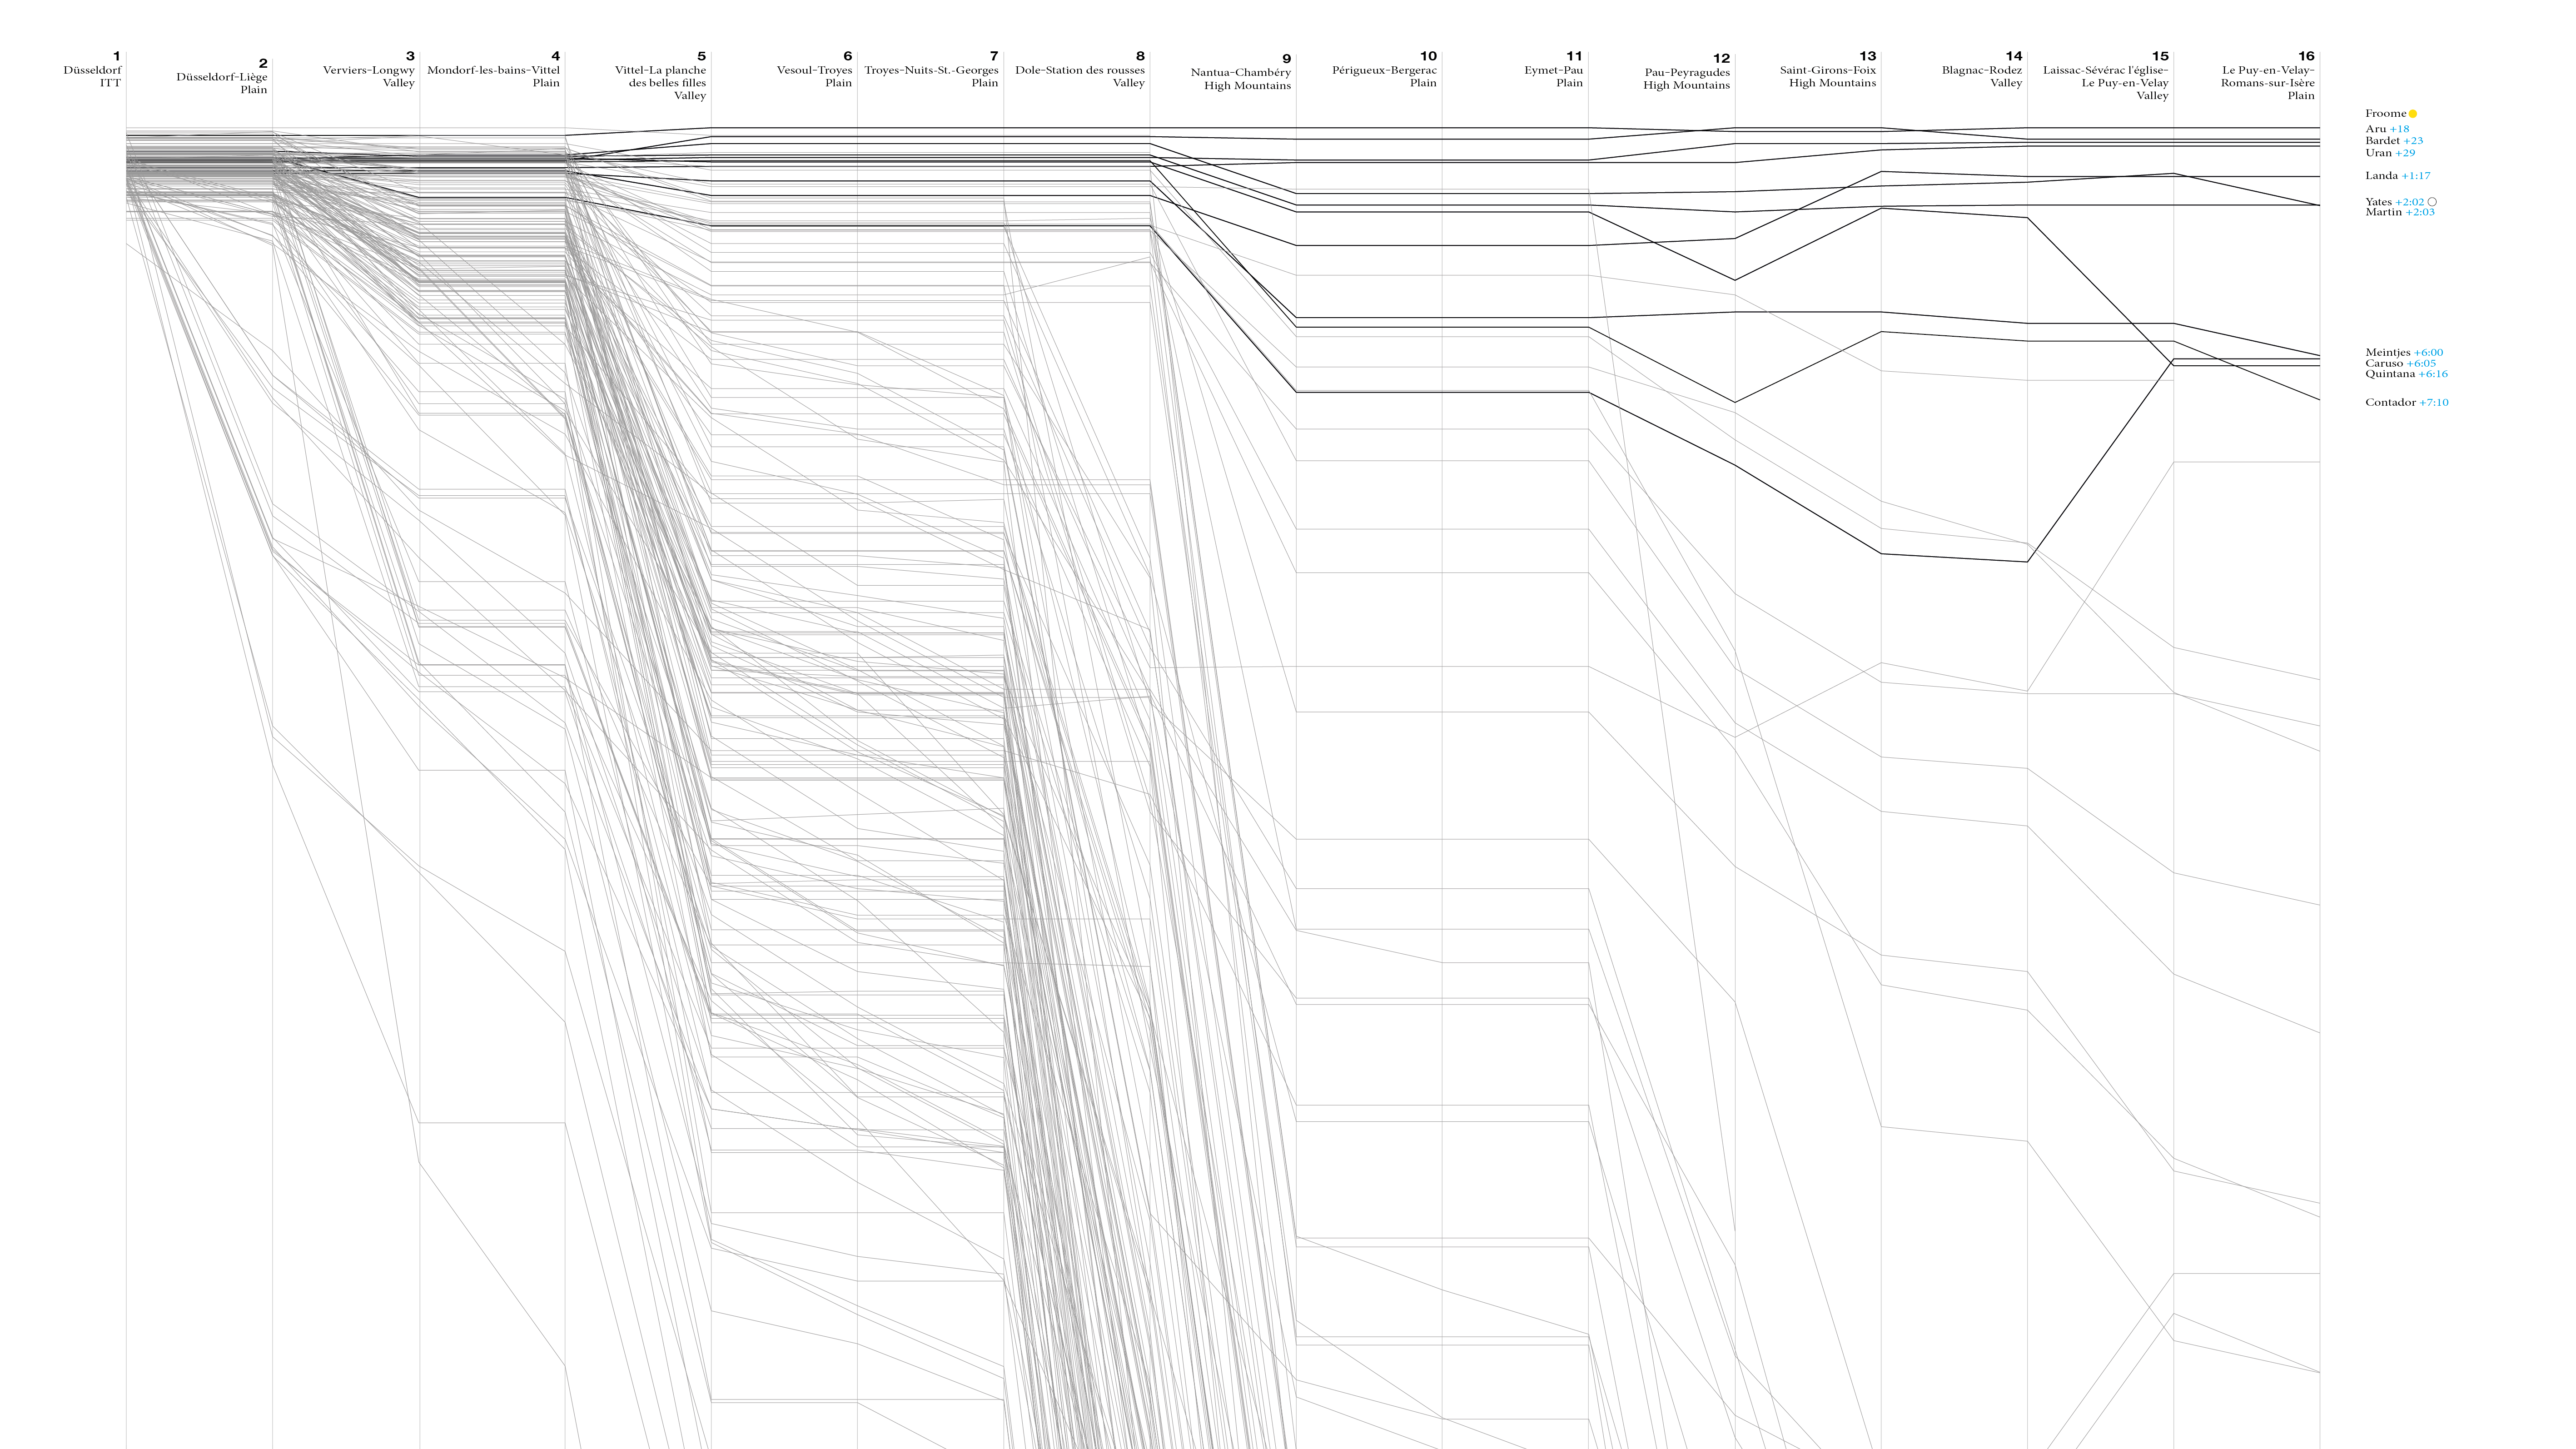 1
Düsseldorf
ITT
2
Düsseldorf–Liège
Plain
3
Verviers–Longwy
Valley
4
Mondorf-les-bains–Vittel
Plain
5
Vittel–La planche
des belles filles
Valley
6
Vesoul–Troyes
Plain
7
Troyes–Nuits-St.-Georges
Plain
8
Dole–Station des rousses
Valley
9
Nantua–Chambéry
High Mountains
10
Périgueux–Bergerac
Plain
11
Eymet–Pau
Plain
12
Pau–Peyragudes
High Mountains
13
Saint-Girons–Foix
High Mountains
14
Blagnac–Rodez
Valley
15
Laissac-Sévérac l'église–
Le Puy-en-Velay
Valley
16
Le Puy-en-Velay–
Romans-sur-Isère
Plain
Froome
Aru +18
Bardet +23
Uran +29
Landa +1:17
Yates +2:02
Martin +2:03
Meintjes +6:00
Caruso +6:05
Quintana +6:16
Contador +7:10